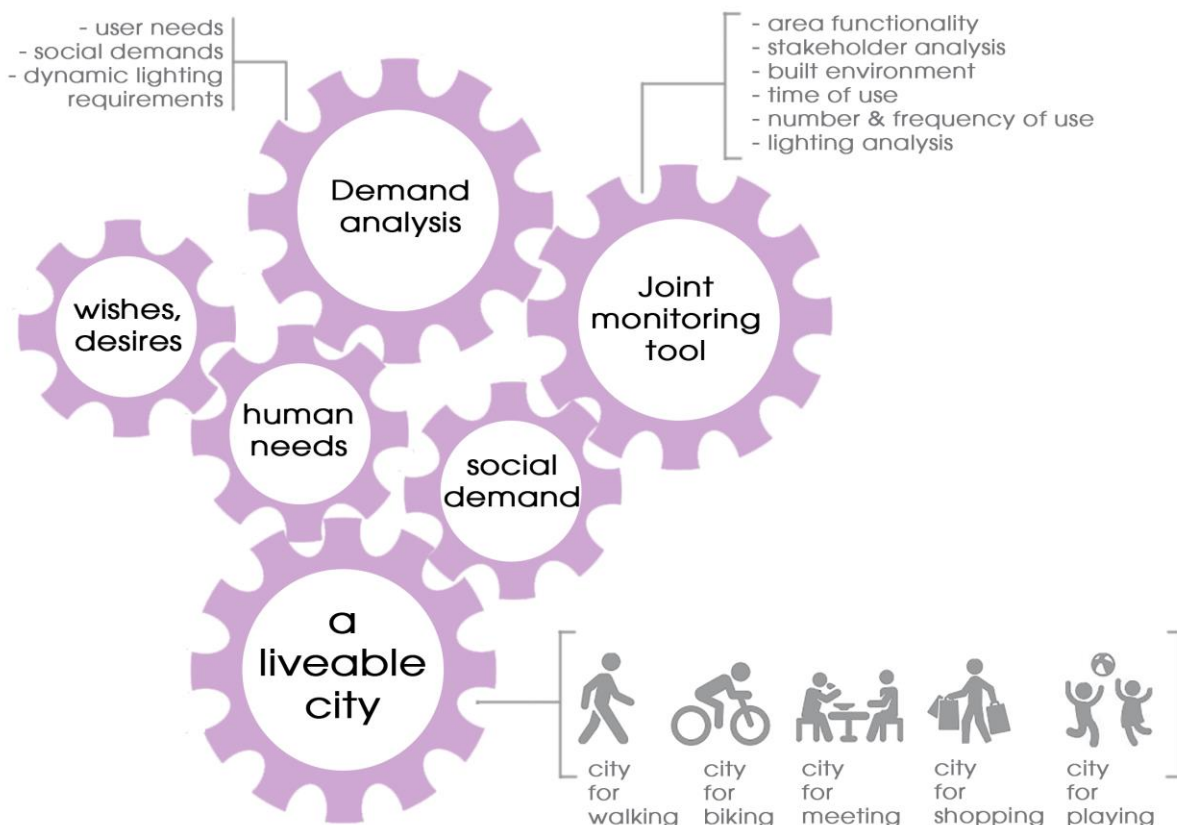 - user needs
- social demands
- dynamic lighting
requirements
- area functionality
- stakeholder analysis
- built environment
- time of use
- number & frequency of use
- lighting analysis
Demand
analysis
Joint
monitoring
tool
wishes,
desires
human
needs
social
demand
a
liveable
city
city
for
walking
city
for
biking
city
for
meeting
city
for
shopping
city
for
playing